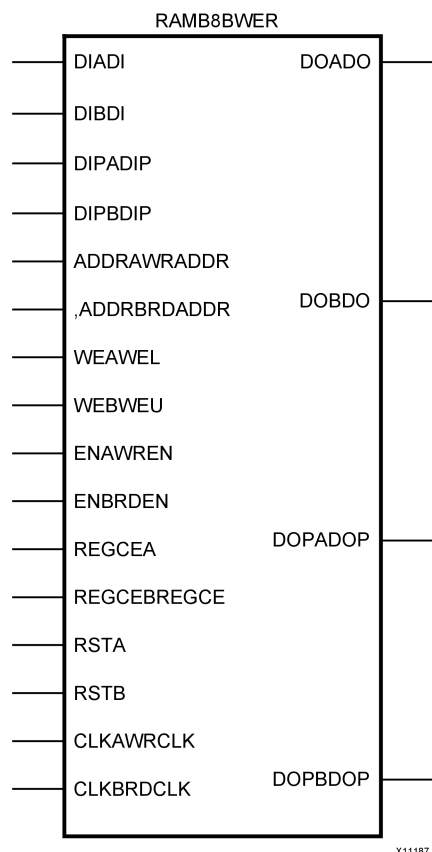 RAMB8BWER
DIADI
DOADO
DIBDI
DIPADIP
DIPBDIP
ADDRAWRADDR
,ADDRBRDADDR
DOBDO
WEAWEL
WEBWEU
ENAWREN
ENBRDEN
REGCEA
DOPADOP
REGCEBREGCE
RSTA
RSTB
CLKAWRCLK
CLKBRDCLK
DOPBDOP
X11187